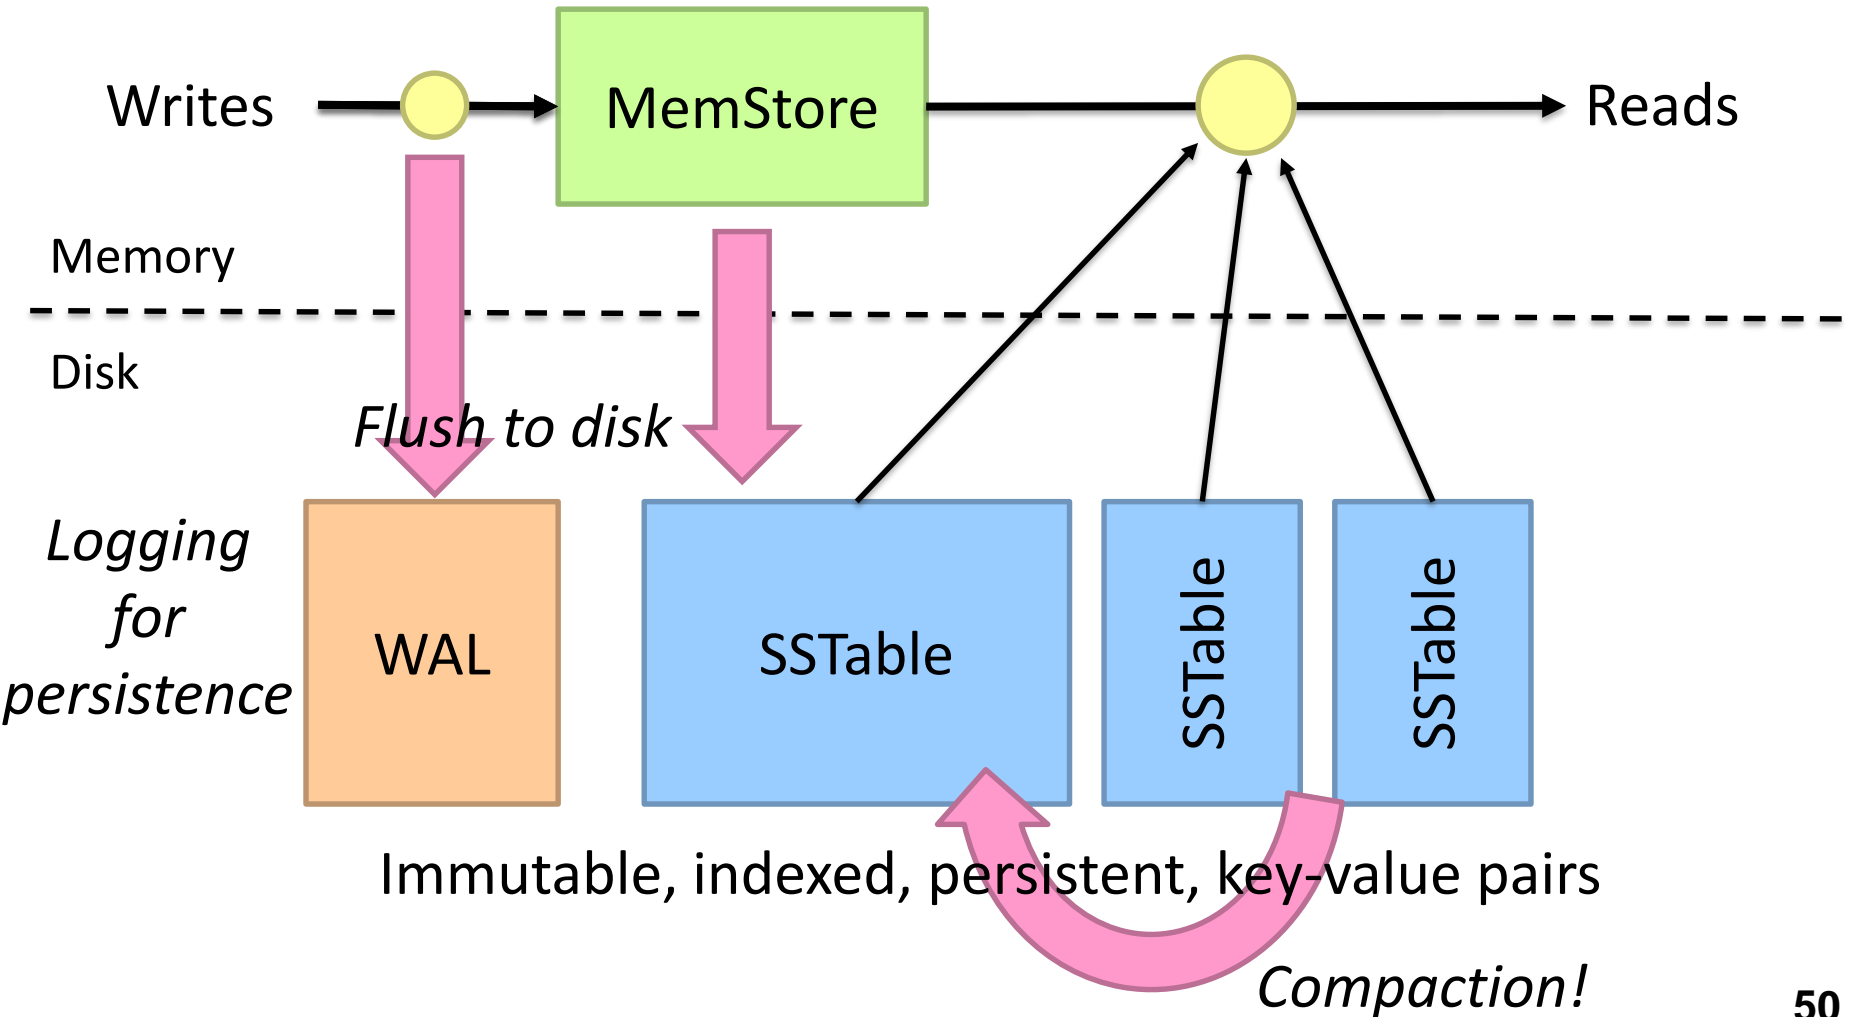 Writes
MemStore
Reads
Memory
Disk
Flush to disk
Logging
for
persistence
WAL
SSTable
SSTable
SSTable
Immutable, indexed, persistent, key-value pairs
Compaction!
50